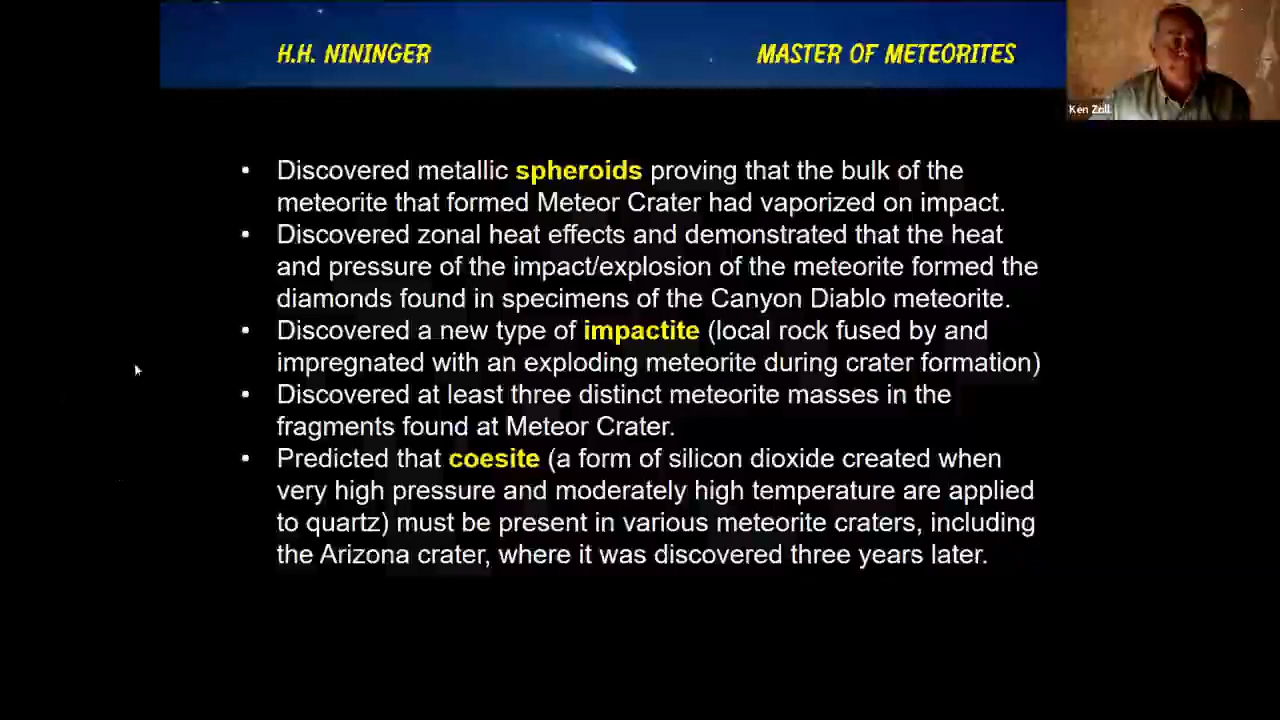 H.H. NININGER
MASTER OF METEORITES
Ken Zoll
• Discovered metallic spheroids proving that the bulk of the
meteorite that formed Meteor Crater had vaporized on impact.
• Discovered zonal heat effects and demonstrated that the heat
and pressure of the impact/explosion of the meteorite formed the
diamonds found in specimens of the Canyon Diablo meteorite.
• Discovered a new type of impactite (local rock fused by and
impregnated with an exploding meteorite during crater formation)
• Discovered at least three distinct meteorite masses in the
fragments found at Meteor Crater.
• Predicted that coesite (a form of silicon dioxide created when
very high pressure and moderately high temperature are applied
to quartz) must be present in various meteorite craters, including
the Arizona crater, where it was discovered three years later.